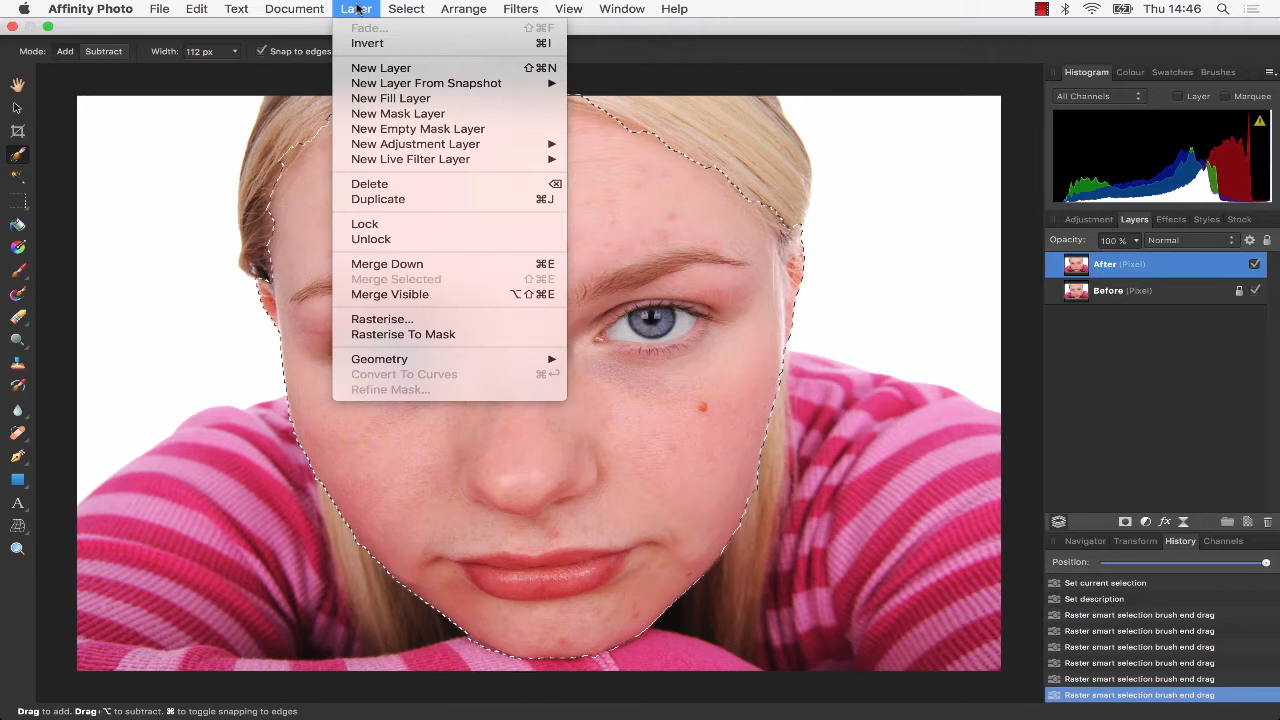 Affinity Photo File Edit Text Document Layer Select Arrange Filters View Window Help Thu 14:46
Mode: Add Subtract Width: 112 px Snap to edges
Fade... ⇧⌘F
Invert ⌘I
New Layer ⇧⌘N
New Layer From Snapshot
New Fill Layer
New Mask Layer
New Empty Mask Layer
New Adjustment Layer
New Live Filter Layer
Delete ⌫
Duplicate ⌘J
Lock
Unlock
Merge Down ⌘E
Merge Selected ⇧⌘E
Merge Visible ⌥⇧⌘E
Rasterise...
Rasterise To Mask
Geometry
Convert To Curves ⌘↩
Refine Mask...
Histogram Colour Swatches Brushes
All Channels Layer Marquee
Adjustment Layers Effects Styles Stock
Opacity: 100 % Normal
After (Pixel)
Before (Pixel)
fx
Navigator Transform History Channels
Position:
Set current selection
Set description
Raster smart selection brush end drag
Raster smart selection brush end drag
Raster smart selection brush end drag
Raster smart selection brush end drag
Raster smart selection brush end drag
Raster smart selection brush end drag
A
Drag to add. Drag+⌥ to subtract. ⌘ to toggle snapping to edges